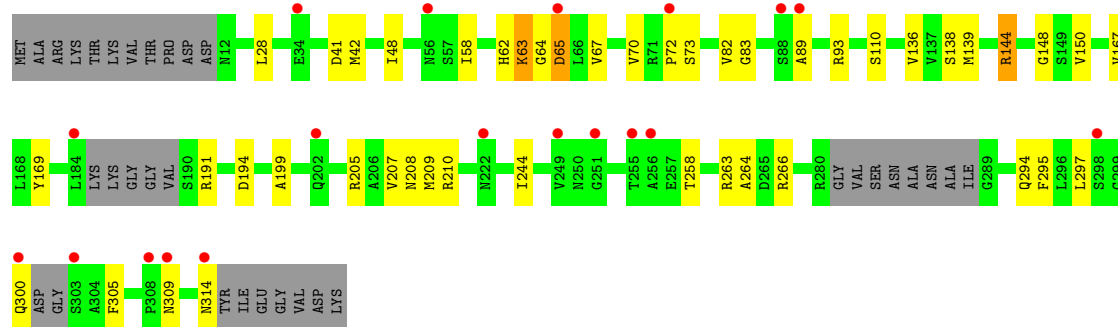 MET ALA ARG LYS THR LYS LYS VAL THR PRO ASP ASP N12 L28 E34 D41 M42 I48 N56 S57 I58 H62 K63 G64 D65 L66 V67 V70 R71 P72 S73 V82 G83 S88 A89 R93 S110 V136 V137 S138 M139 R144 G148 S149 V150 V167
L168 Y169 L184 LYS LYS GLY GLY VAL S190 R191 D194 A199 Q202 R205 A206 V207 N208 M209 R210 N222 I244 V249 N250 G251 T255 A256 E257 T258 R263 A264 D265 R266 R280 GLY VAL SER ASN ALA ASN ALA ILE G289 Q294 F295 L296 L297 S298 G299
Q300 ASP GLY S303 A304 F305 P308 N309 N314 TYR ILE GLU GLY VAL ASP LYS